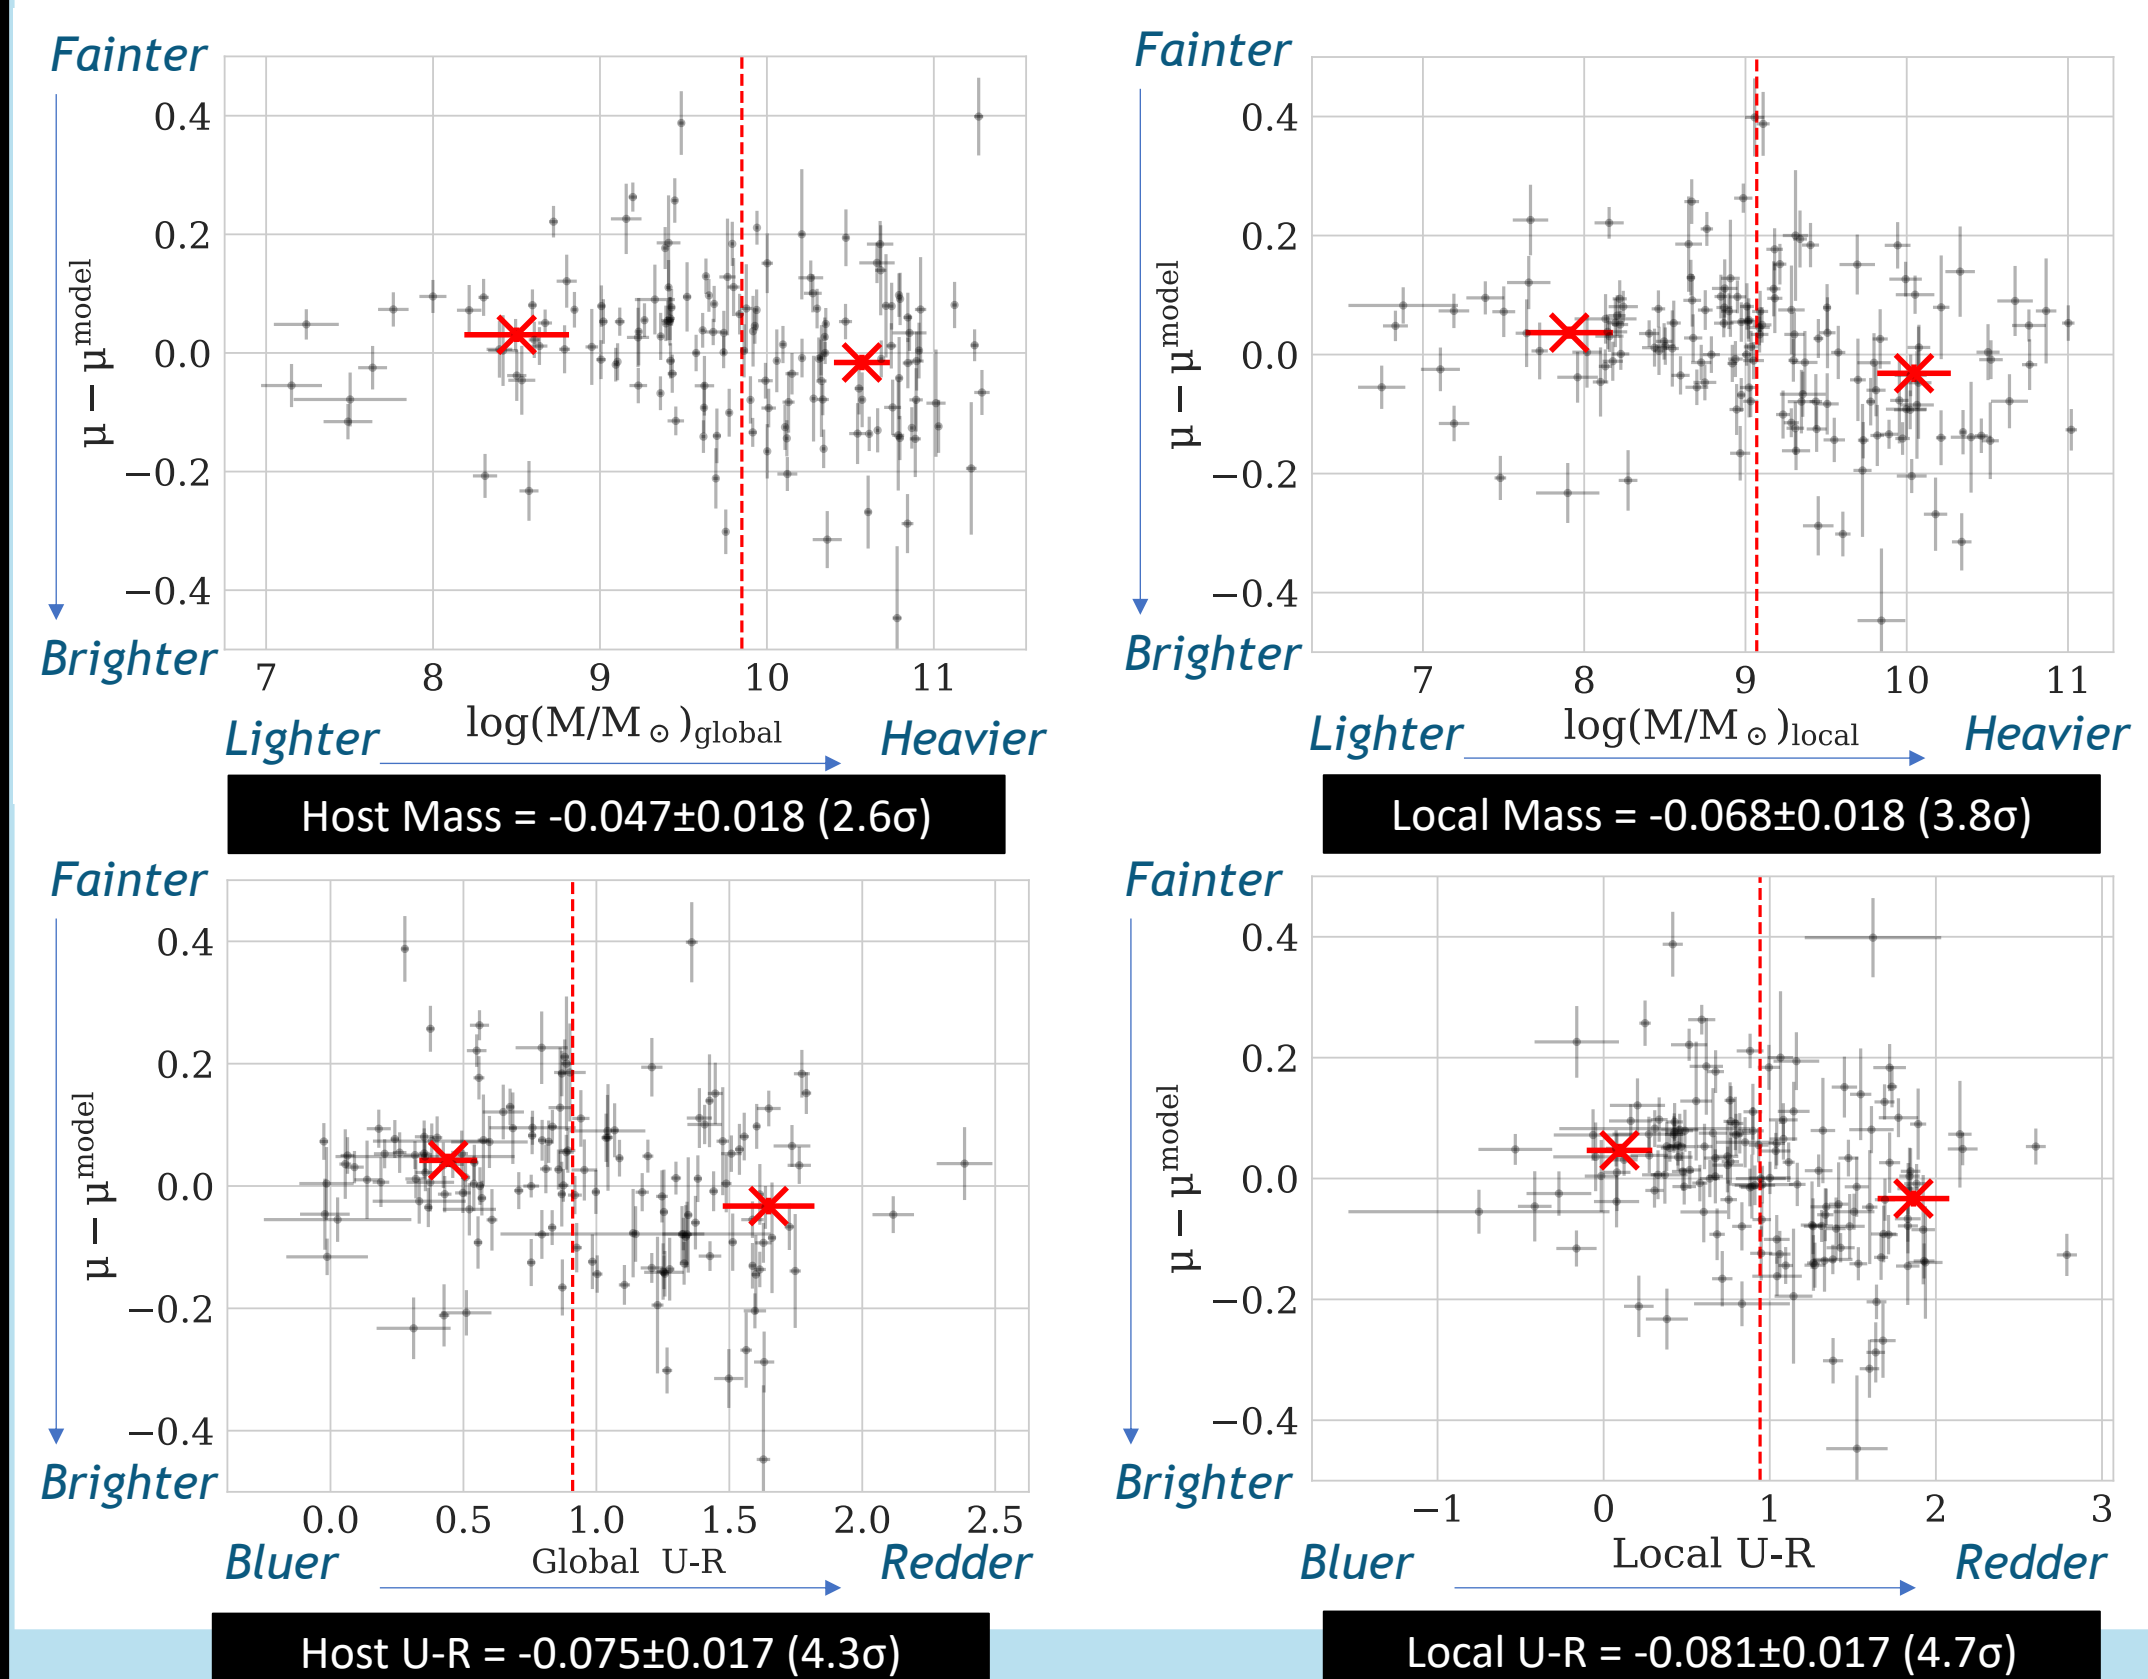 Fainter
0.4
0.2
0.0
−0.2
−0.4
μ − μmodel
Brighter
7 8 9 10 11
Lighter log(M/M⊙)global Heavier
Host Mass = -0.047±0.018 (2.6σ)
Fainter
0.4
0.2
0.0
−0.2
−0.4
μ − μmodel
Brighter
7 8 9 10 11
Lighter log(M/M⊙)local Heavier
Local Mass = -0.068±0.018 (3.8σ)
Fainter
0.4
0.2
0.0
−0.2
−0.4
μ − μmodel
Brighter
0.0 0.5 1.0 1.5 2.0 2.5
Bluer Global U-R Redder
Host U-R = -0.075±0.017 (4.3σ)
Fainter
0.4
0.2
0.0
−0.2
−0.4
μ − μmodel
Brighter
−1 0 1 2 3
Bluer Local U-R Redder
Local U-R = -0.081±0.017 (4.7σ)